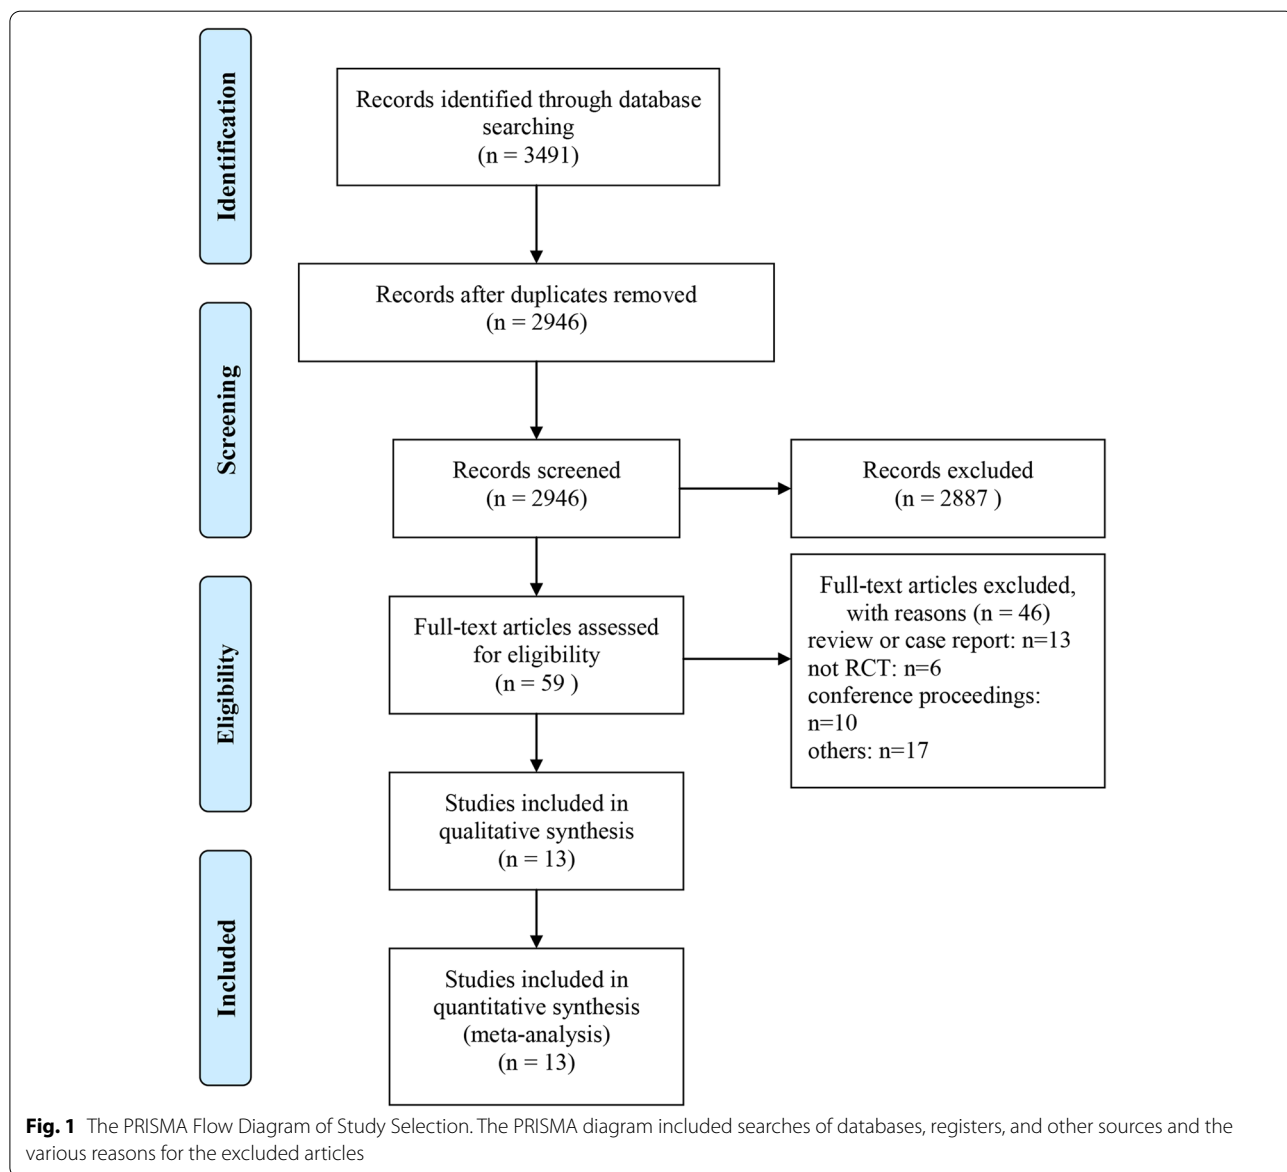 Identification
Records identified through database
searching
(n = 3491)
Records after duplicates removed
(n = 2946)
Screening
Records screened
(n = 2946)
Records excluded
(n = 2887 )
Eligibility
Full-text articles assessed
for eligibility
(n = 59 )
Full-text articles excluded,
with reasons (n = 46)
review or case report: n=13
not RCT: n=6
conference proceedings:
n=10
others: n=17
Studies included in
qualitative synthesis
(n = 13)
Included
Studies included in
quantitative synthesis
(meta-analysis)
(n = 13)
Fig. 1 The PRISMA Flow Diagram of Study Selection. The PRISMA diagram included searches of databases, registers, and other sources and the
various reasons for the excluded articles